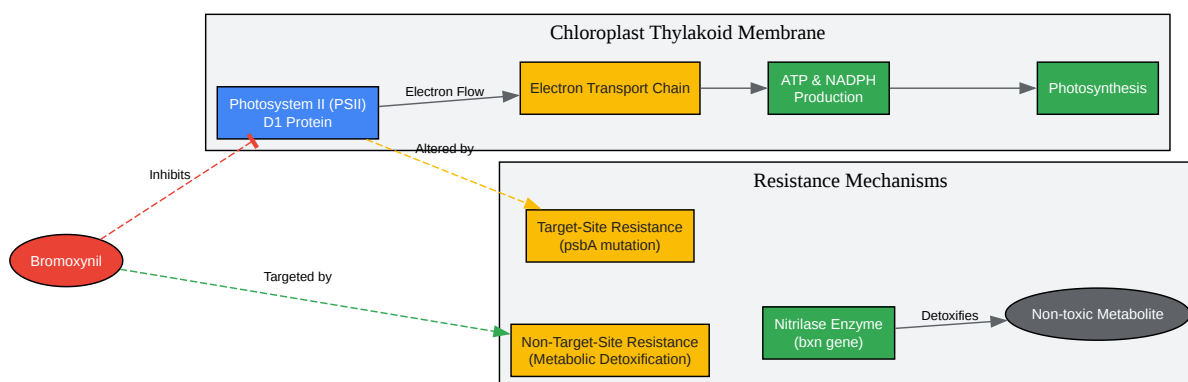 Chloroplast Thylakoid Membrane
Photosystem II (PSII)
D1 Protein
Electron Flow
Electron Transport Chain
ATP & NADPH
Production
Photosynthesis
Inhibits
Altered by
Bromoxynil
Targeted by
Resistance Mechanisms
Target-Site Resistance
(psbA mutation)
Non-Target-Site Resistance
(Metabolic Detoxification)
Nitrilase Enzyme
(bxn gene)
Detoxifies
Non-toxic Metabolite